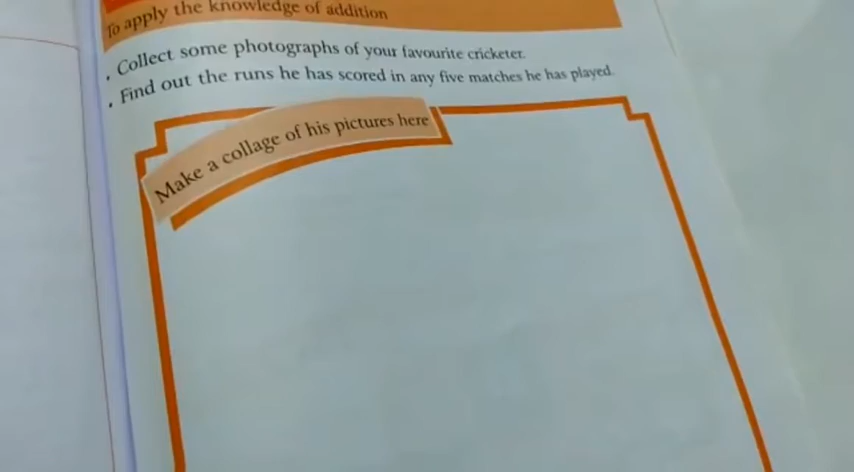 To apply the knowledge of addition
• Collect some photographs of your favourite cricketer.
• Find out the runs he has scored in any five matches he has played.
Make a collage of his pictures here